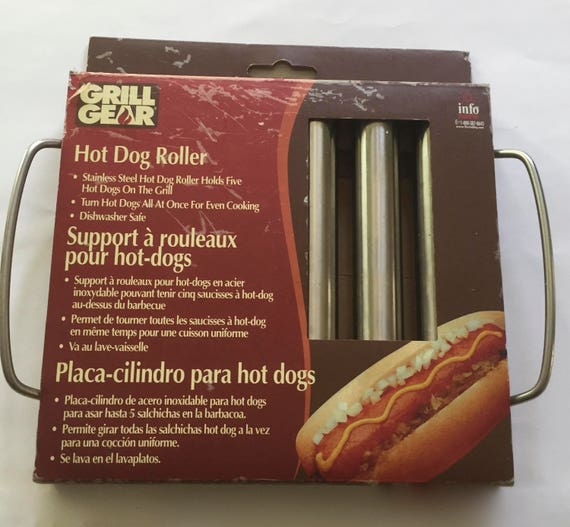 GRILL
GEAR
info
Hot Dog Roller
• Stainless Steel Hot Dog Roller Holds Five
Hot Dogs On The Grill
• Turn Hot Dogs All At Once For Even Cooking
• Dishwasher Safe
Support à rouleaux
pour hot-dogs
• Support à rouleaux pour hot-dogs en acier
inoxydable pouvant tenir cinq saucisses à hot-dog
au-dessus du barbecue
• Permet de tourner toutes les saucisses à hot-dog
en même temps pour une cuisson uniforme
• Va au lave-vaisselle
Placa-cilindro para hot dogs
• Placa-cilindro de acero inoxidable para hot dogs
para asar hasta 5 salchichas en la barbacoa.
• Permite girar todas las salchichas hot dog a la vez
para una cocción uniforme.
• Se lava en el lavaplatos.